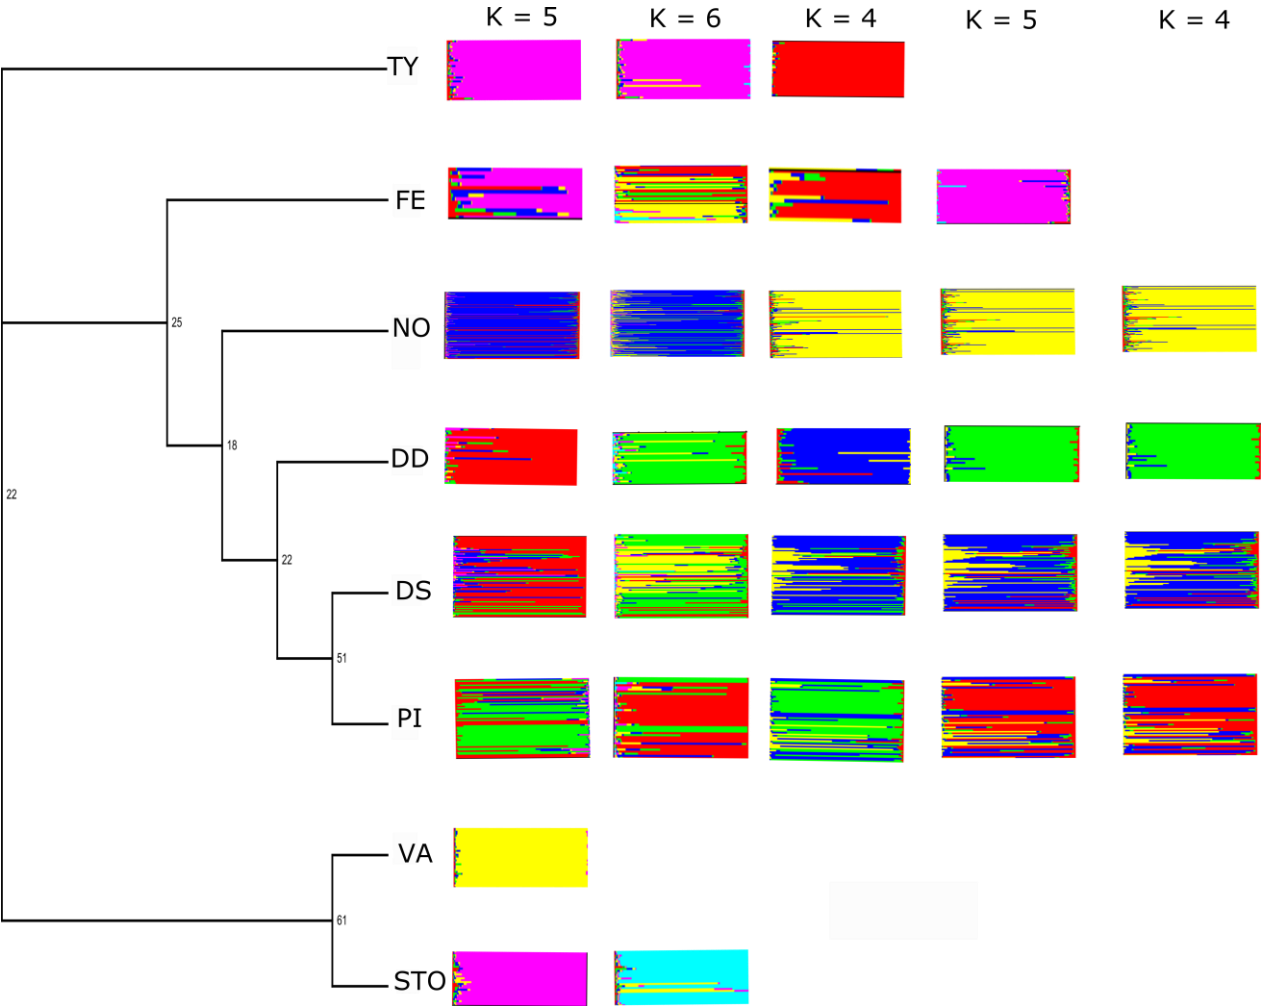 K = 5 K = 6 K = 4 K = 5 K = 4
TY
FE
25
NO
18
DD
22
22
DS
51
PI
VA
61
STO